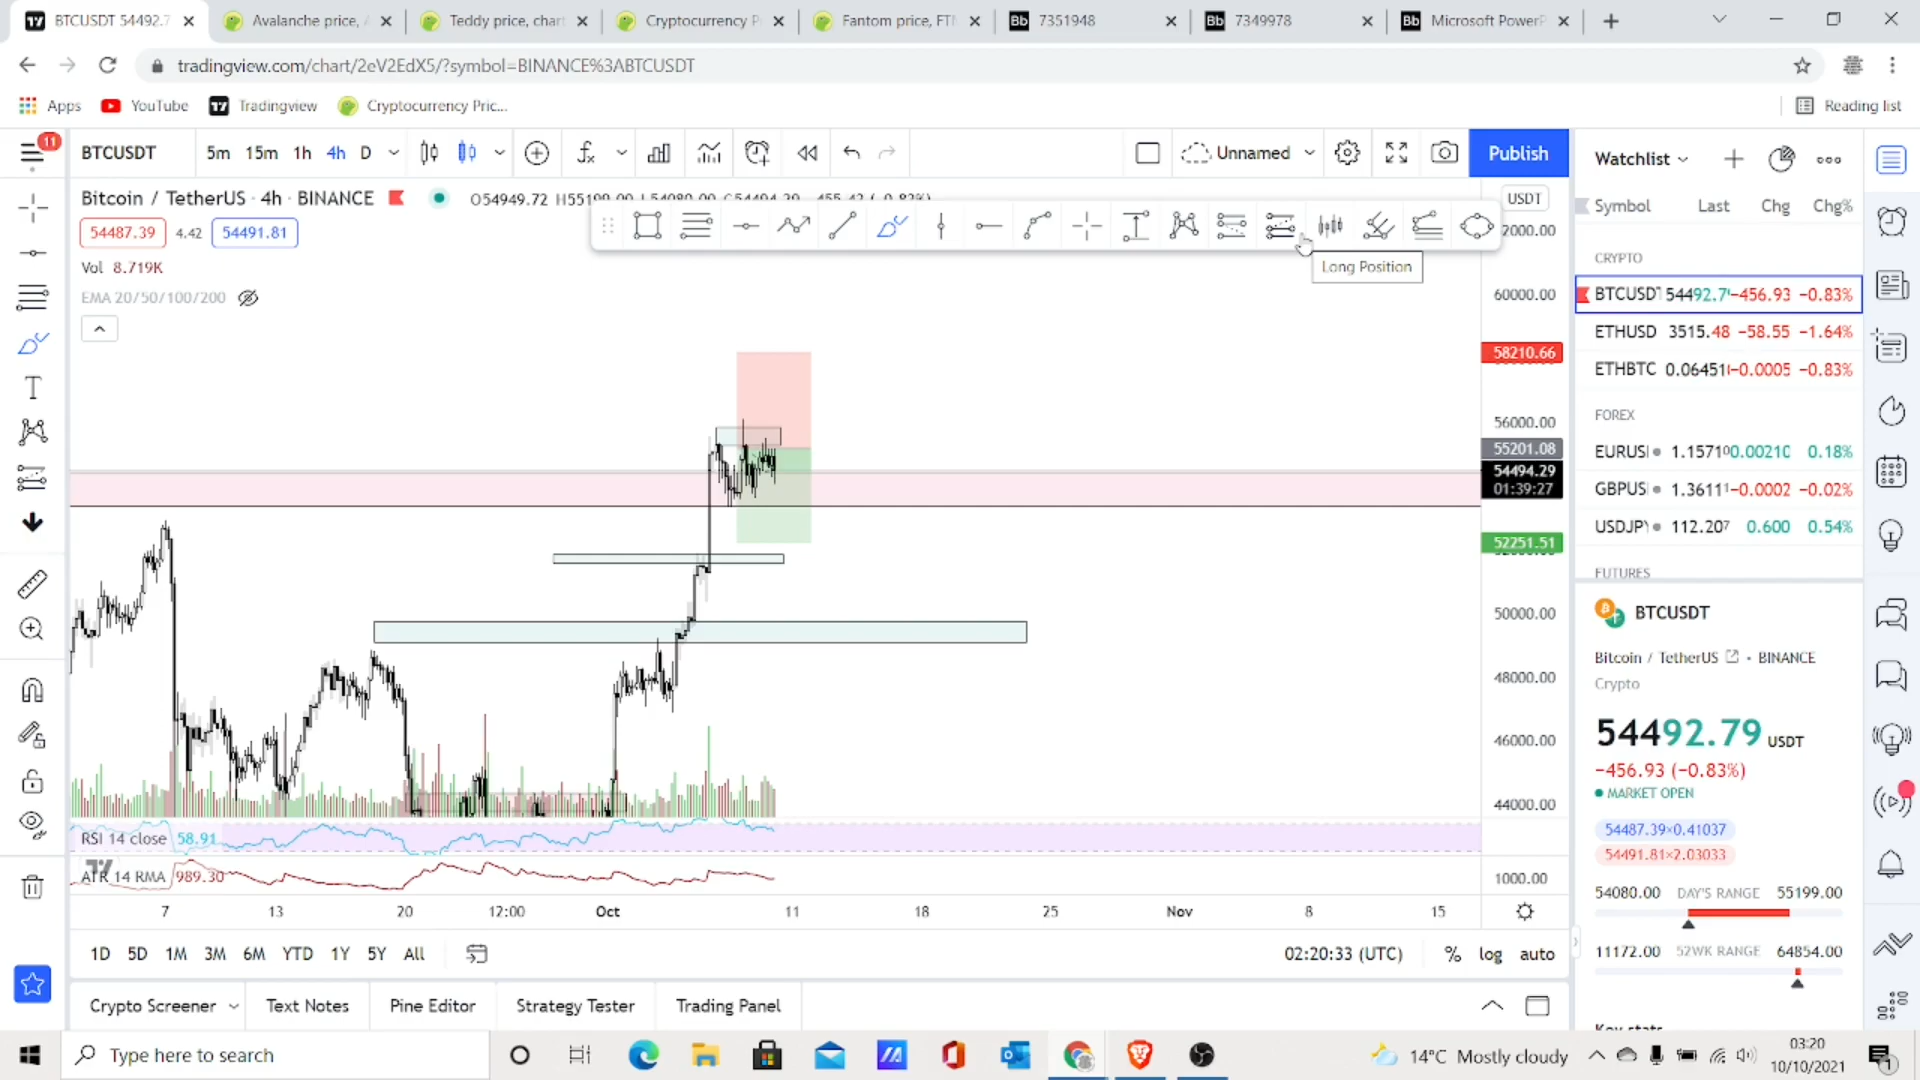 BTCUSDT 54492.7
Avalanche price, A
Teddy price, chart
Cryptocurrency P
Fantom price, FTM
7351948
7349978
Microsoft PowerP
tradingview.com/chart/2eV2EdX5/?symbol=BINANCE%3ABTCUSDT
Apps
YouTube
Tradingview
Cryptocurrency Pric...
Reading list
11
BTCUSDT
5m 15m 1h 4h D
Unnamed
Publish
Watchlist
Bitcoin / TetherUS · 4h · BINANCE
O54949.72
USDT
Symbol Last Chg Chg%
54487.39 4.42 54491.81
Vol 8.719K
EMA 20/50/100/200
Long Position
60000.00
58210.66
56000.00
55201.08
54494.29
01:39:27
52251.51
50000.00
48000.00
46000.00
44000.00
CRYPTO
BTCUSDT 54492.79 -456.93 -0.83%
ETHUSD 3515.48 -58.55 -1.64%
ETHBTC 0.06451 -0.0005 -0.83%
FOREX
EURUS 1.15710 0.00210 0.18%
GBPUS 1.36111 -0.0002 -0.02%
USDJPY 112.207 0.600 0.54%
FUTURES
BTCUSDT
Bitcoin / TetherUS · BINANCE
Crypto
54492.79 USDT
-456.93 (-0.83%)
MARKET OPEN
54487.39×0.41037
54491.81×2.03033
54080.00 DAY'S RANGE 55199.00
11172.00 52WK RANGE 64854.00
RSI 14 close 58.91
ATR 14 RMA 989.30
1000.00
7 13 20 12:00 Oct 11 18 25 Nov 8 15
1D 5D 1M 3M 6M YTD 1Y 5Y All
02:20:33 (UTC)
% log auto
Crypto Screener
Text Notes
Pine Editor
Strategy Tester
Trading Panel
Type here to search
14°C Mostly cloudy
03:20
10/10/2021
1